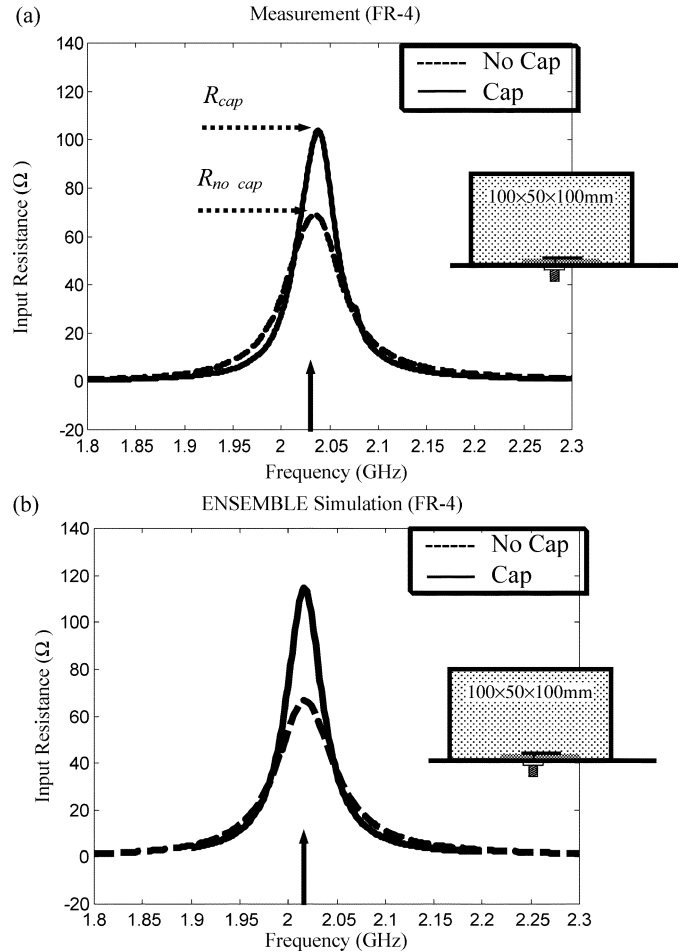 (a)
Measurement (FR-4)
140
120
100
80
60
40
20
0
-20
Input Resistance (Ω )
R_cap
R_no cap
No Cap
Cap
100×50×100mm
1.8 1.85 1.9 1.95 2 2.05 2.1 2.15 2.2 2.25 2.3
Frequency (GHz)
(b)
ENSEMBLE Simulation (FR-4)
140
120
100
80
60
40
20
0
-20
Input Resistance (Ω )
No Cap
Cap
100×50×100mm
1.8 1.85 1.9 1.95 2 2.05 2.1 2.15 2.2 2.25 2.3
Frequency (GHz)